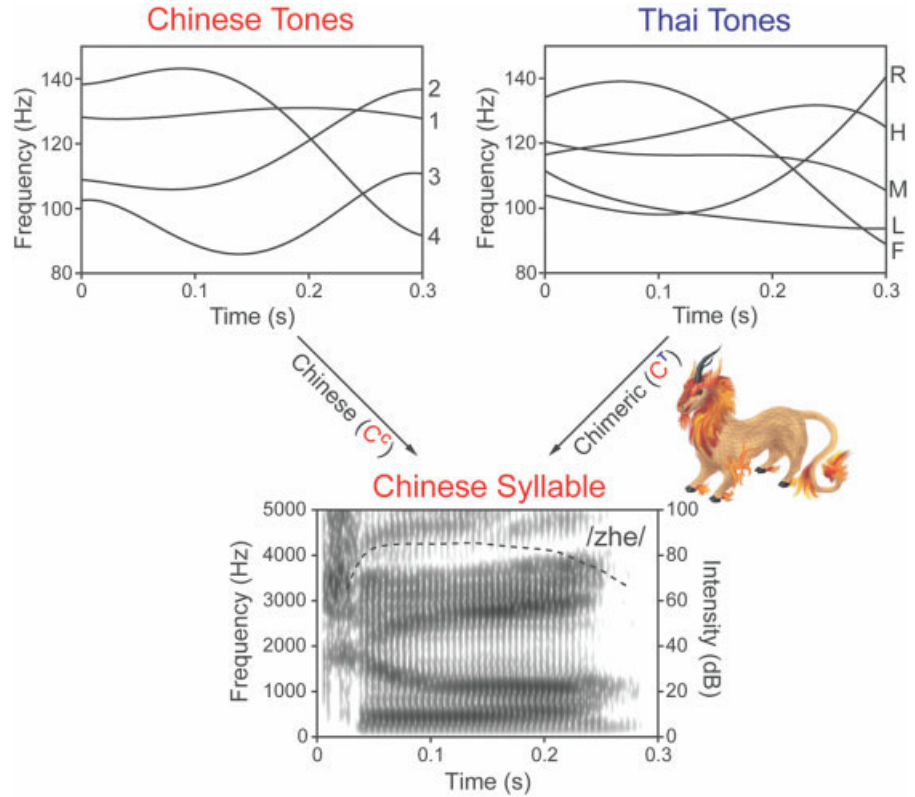 Chinese Tones
Frequency (Hz)
140
120
100
80
0
0.1
0.2
0.3
Time (s)
2
1
3
4
Thai Tones
Frequency (Hz)
140
120
100
80
0
0.1
0.2
0.3
Time (s)
R
H
M
L
F
Chinese (Cᶜ)
Chimeric (Cᵀ)
Chinese Syllable
Frequency (Hz)
5000
4000
3000
2000
1000
0
/zhe/
100
80
60
40
20
0
Intensity (dB)
0
0.1
0.2
0.3
Time (s)